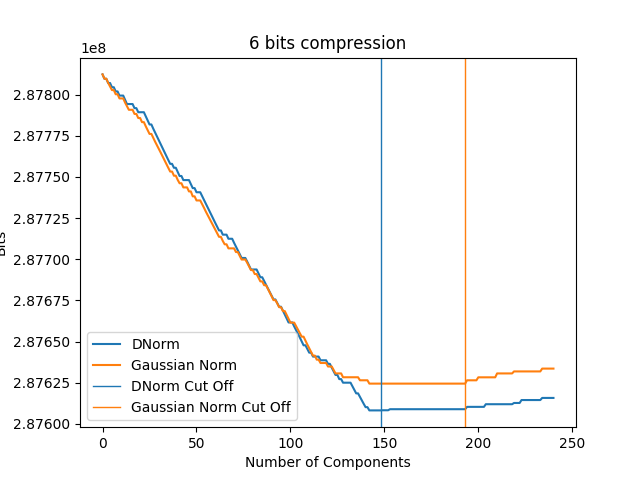 6 bits compression
1e8
2.87800
2.87775
2.87750
2.87725
2.87700
2.87675
2.87650
2.87625
2.87600
Bits
DNorm
Gaussian Norm
DNorm Cut Off
Gaussian Norm Cut Off
0 50 100 150 200 250
Number of Components